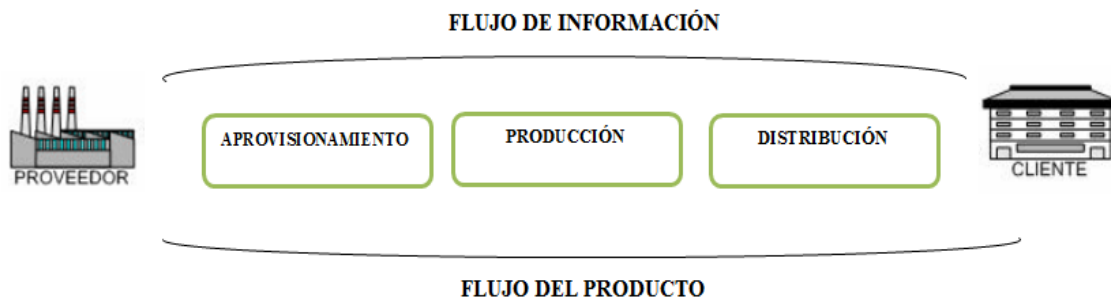 FLUJO DE INFORMACIÓN
PROVEEDOR
APROVISIONAMIENTO
PRODUCCIÓN
DISTRIBUCIÓN
CLIENTE
FLUJO DEL PRODUCTO